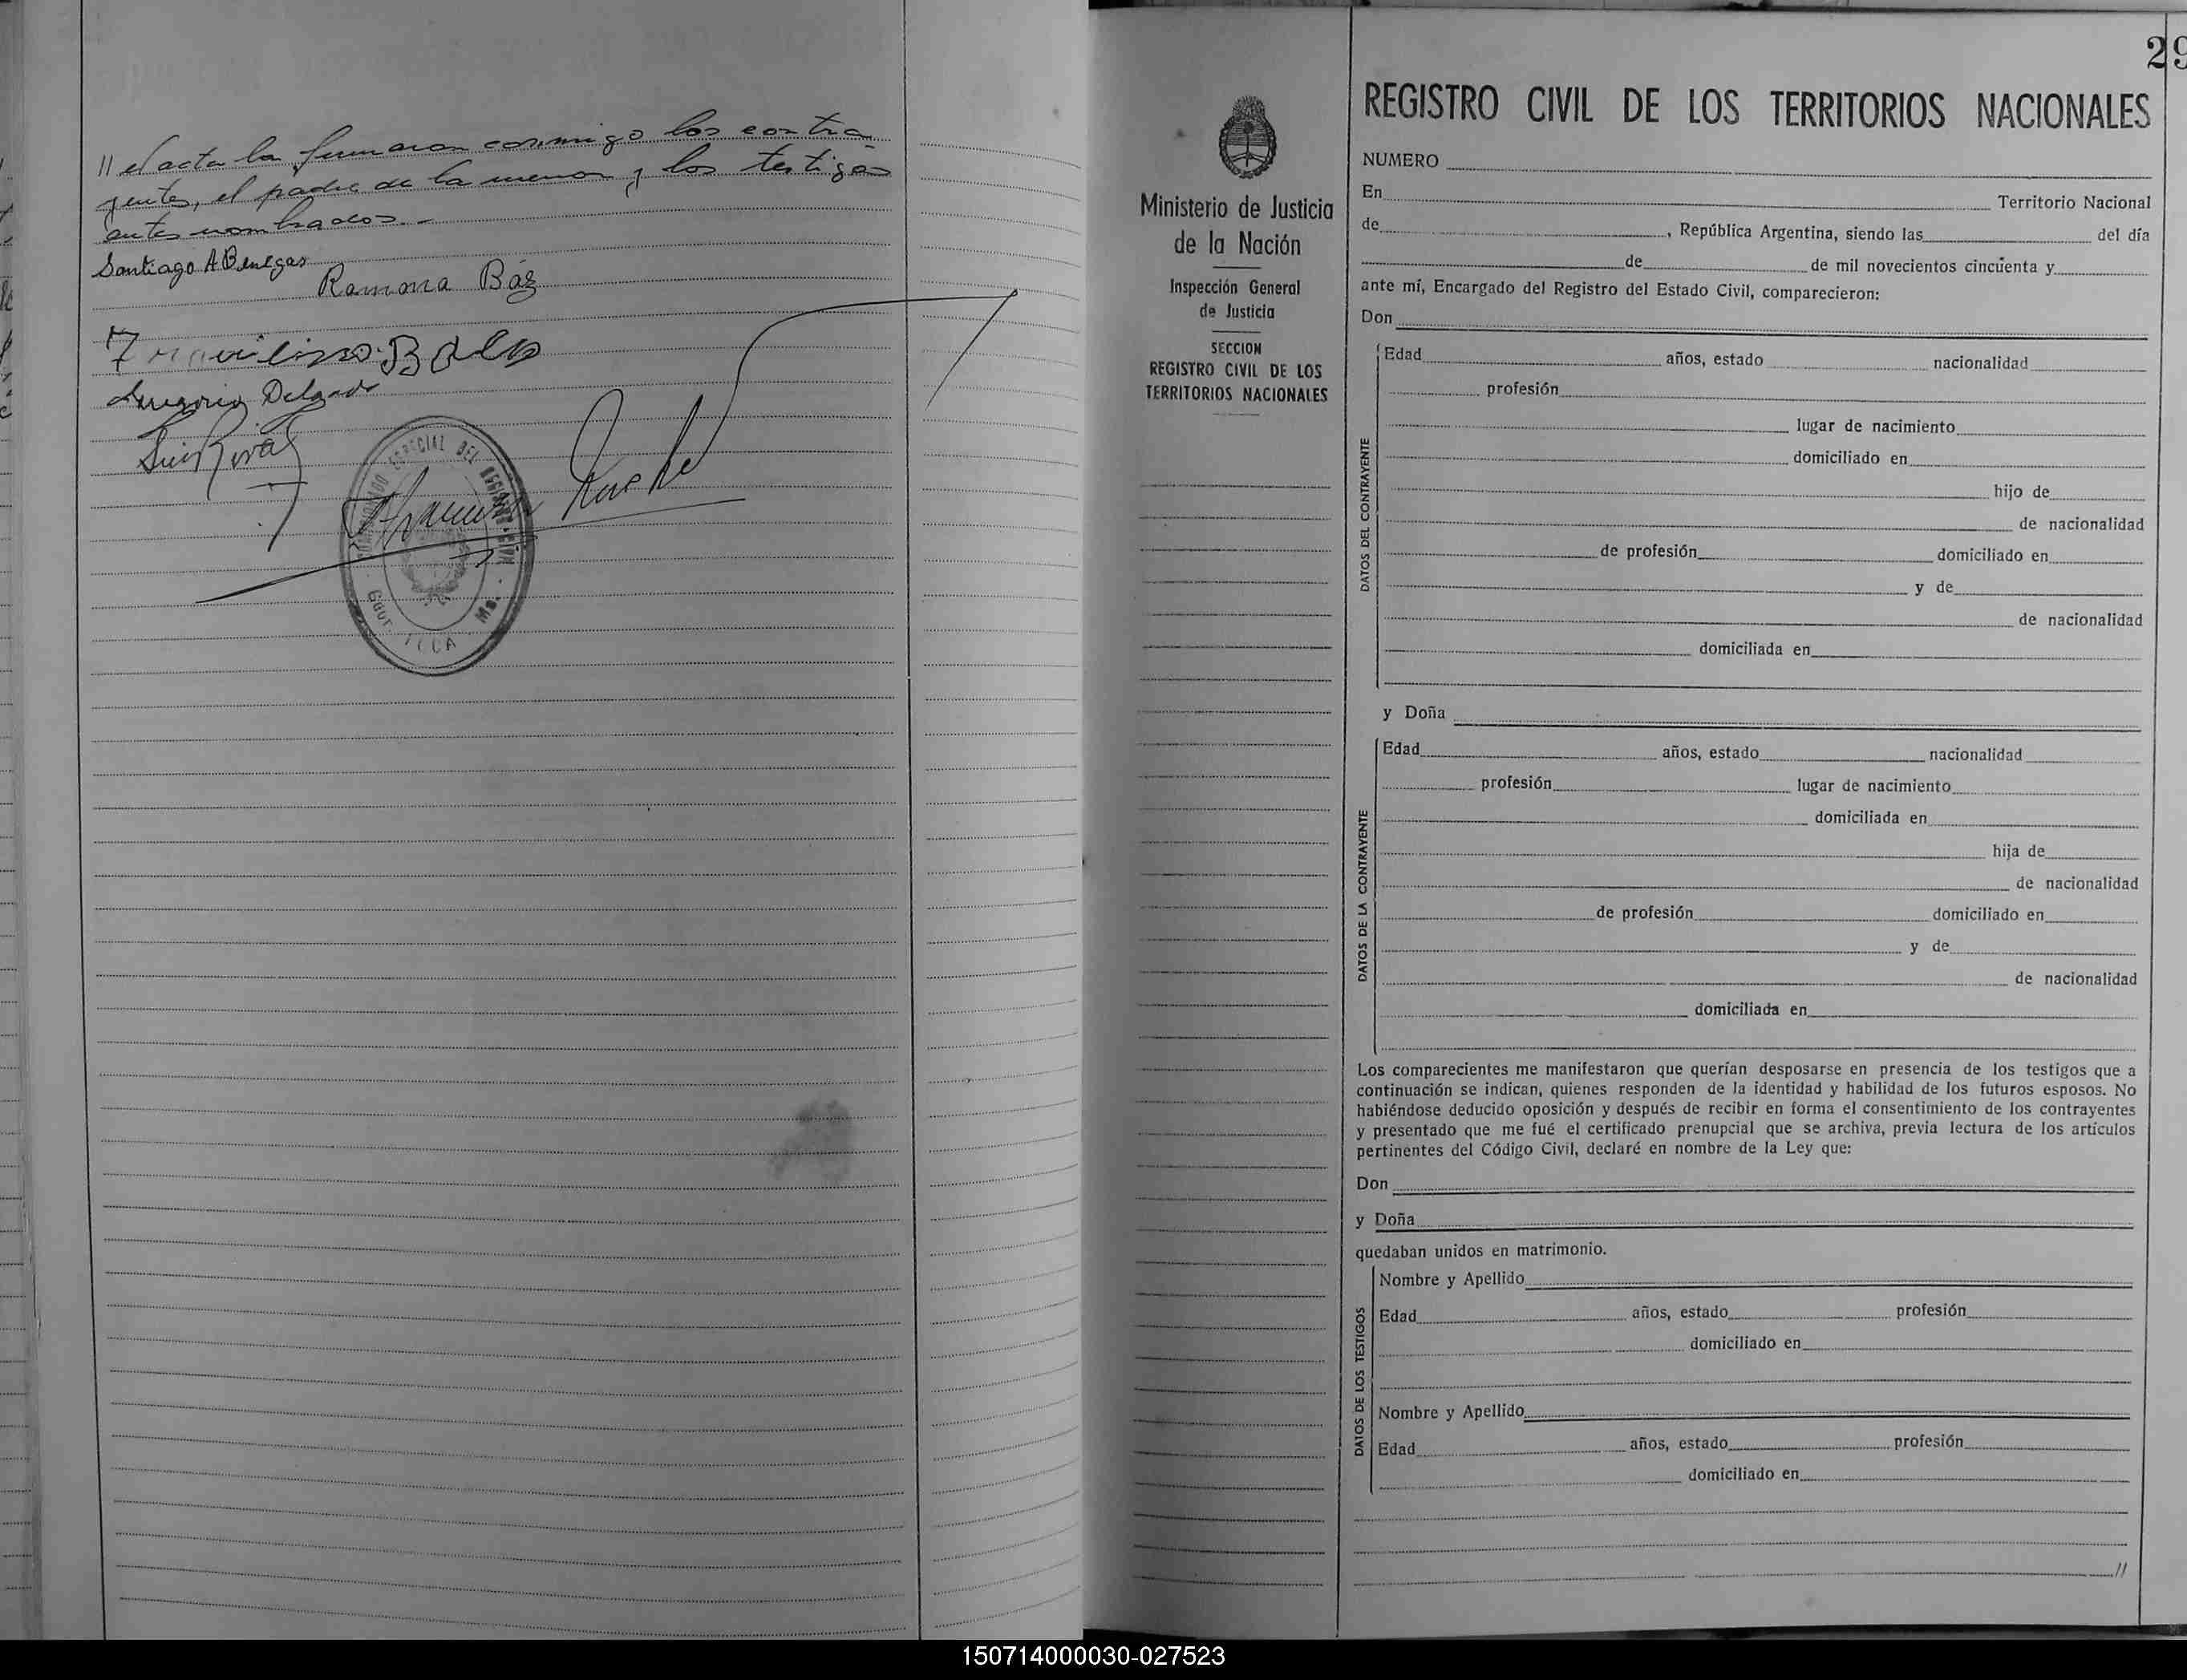 // el acta la firmaron conmigo los contra
yentes, el padre de la menor y los testigos
antes nombrados.-
Santiago A Benegas
Ramona Báz
Gregorio Delgado
Luis Rivas
ESPECIAL DEL REGISTRO CIVIL
Ms.
29
REGISTRO CIVIL DE LOS TERRITORIOS NACIONALES
Ministerio de Justicia
de la Nación
Inspección General
de Justicia
SECCION
REGISTRO CIVIL DE LOS
TERRITORIOS NACIONALES
NUMERO
En Territorio Nacional
de , República Argentina, siendo las del día
de de mil novecientos cincuenta y
ante mí, Encargado del Registro del Estado Civil, comparecieron:
Don
DATOS DEL CONTRAYENTE
Edad años, estado nacionalidad
profesión
lugar de nacimiento
domiciliado en
hijo de
de nacionalidad
de profesión domiciliado en
y de
de nacionalidad
domiciliada en
y Doña
DATOS DE LA CONTRAYENTE
Edad años, estado nacionalidad
profesión lugar de nacimiento
domiciliada en
hija de
de nacionalidad
de profesión domiciliado en
y de
de nacionalidad
domiciliada en
Los comparecientes me manifestaron que querían desposarse en presencia de los testigos que a
continuación se indican, quienes responden de la identidad y habilidad de los futuros esposos. No
habiéndose deducido oposición y después de recibir en forma el consentimiento de los contrayentes
y presentado que me fué el certificado prenupcial que se archiva, previa lectura de los artículos
pertinentes del Código Civil, declaré en nombre de la Ley que:
Don
y Doña
quedaban unidos en matrimonio.
DATOS DE LOS TESTIGOS
Nombre y Apellido
Edad años, estado profesión
domiciliado en
Nombre y Apellido
Edad años, estado profesión
domiciliado en
//
150714000030-027523